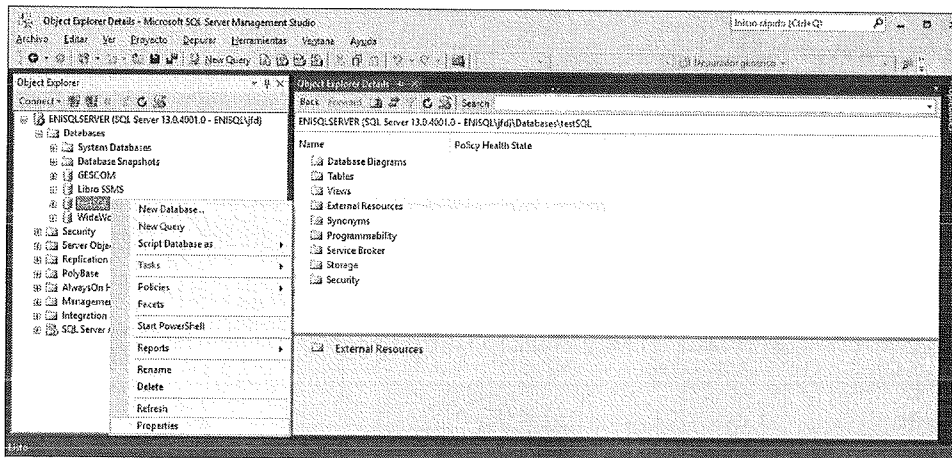 Object Explorer Details - Microsoft SQL Server Management Studio
Inicio rápido (Ctrl+Q)
Archivo Editar Ver Proyecto Depurar Herramientas Ventana Ayuda
New Query
Object Explorer
Connect
ENISQLSERVER (SQL Server 13.0.4001.0 - ENISQL\jfd)
Databases
System Databases
Database Snapshots
GESCOM
Libro SSMS
WideWo
Security
Server Obje
Replication
PolyBase
AlwaysOn H
Managemen
Integration
SQL Server A
New Database...
New Query
Script Database as
Tasks
Policies
Facets
Start PowerShell
Reports
Rename
Delete
Refresh
Properties
Object Explorer Details
Back Forward Search
ENISQLSERVER (SQL Server 13.0.4001.0 - ENISQL\jfd)\Databases\testSQL
Name Policy Health State
Database Diagrams
Tables
Views
External Resources
Synonyms
Programmability
Service Broker
Storage
Security
External Resources
Listo